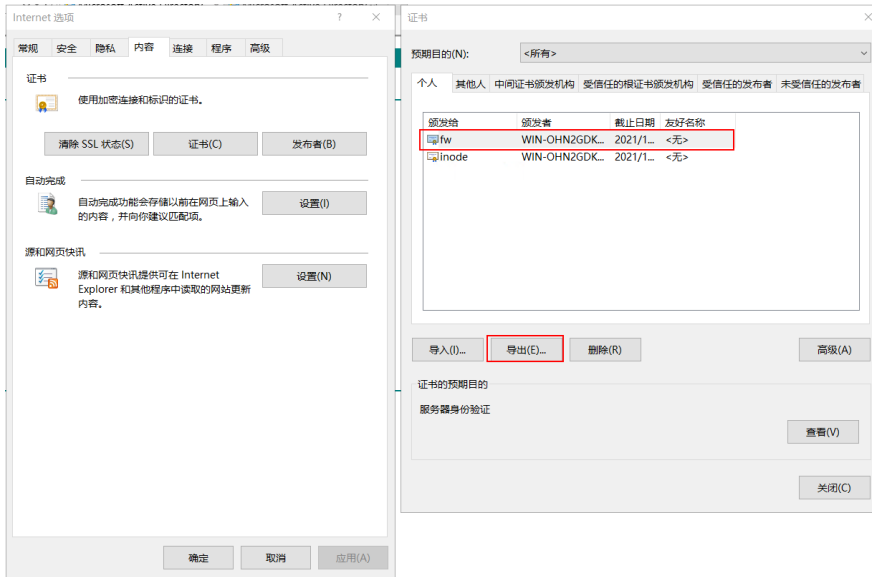 Internet 选项
常规 安全 隐私 内容 连接 程序 高级
证书
使用加密连接和标识的证书。
清除 SSL 状态(S) 证书(C) 发布者(B)
自动完成
自动完成功能会存储以前在网页上输入
的内容，并向你建议匹配项。
设置(I)
源和网页快讯
源和网页快讯提供可在 Internet
Explorer 和其他程序中读取的网站更新
内容。
设置(N)
确定 取消 应用(A)
证书
预期目的(N): <所有>
个人 其他人 中间证书颁发机构 受信任的根证书颁发机构 受信任的发布者 未受信任的发布者
颁发给 颁发者 截止日期 友好名称
fw WIN-OHN2GDK... 2021/1... <无>
inode WIN-OHN2GDK... 2021/1... <无>
导入(I)... 导出(E)... 删除(R) 高级(A)
证书的预期目的
服务器身份验证
查看(V)
关闭(C)